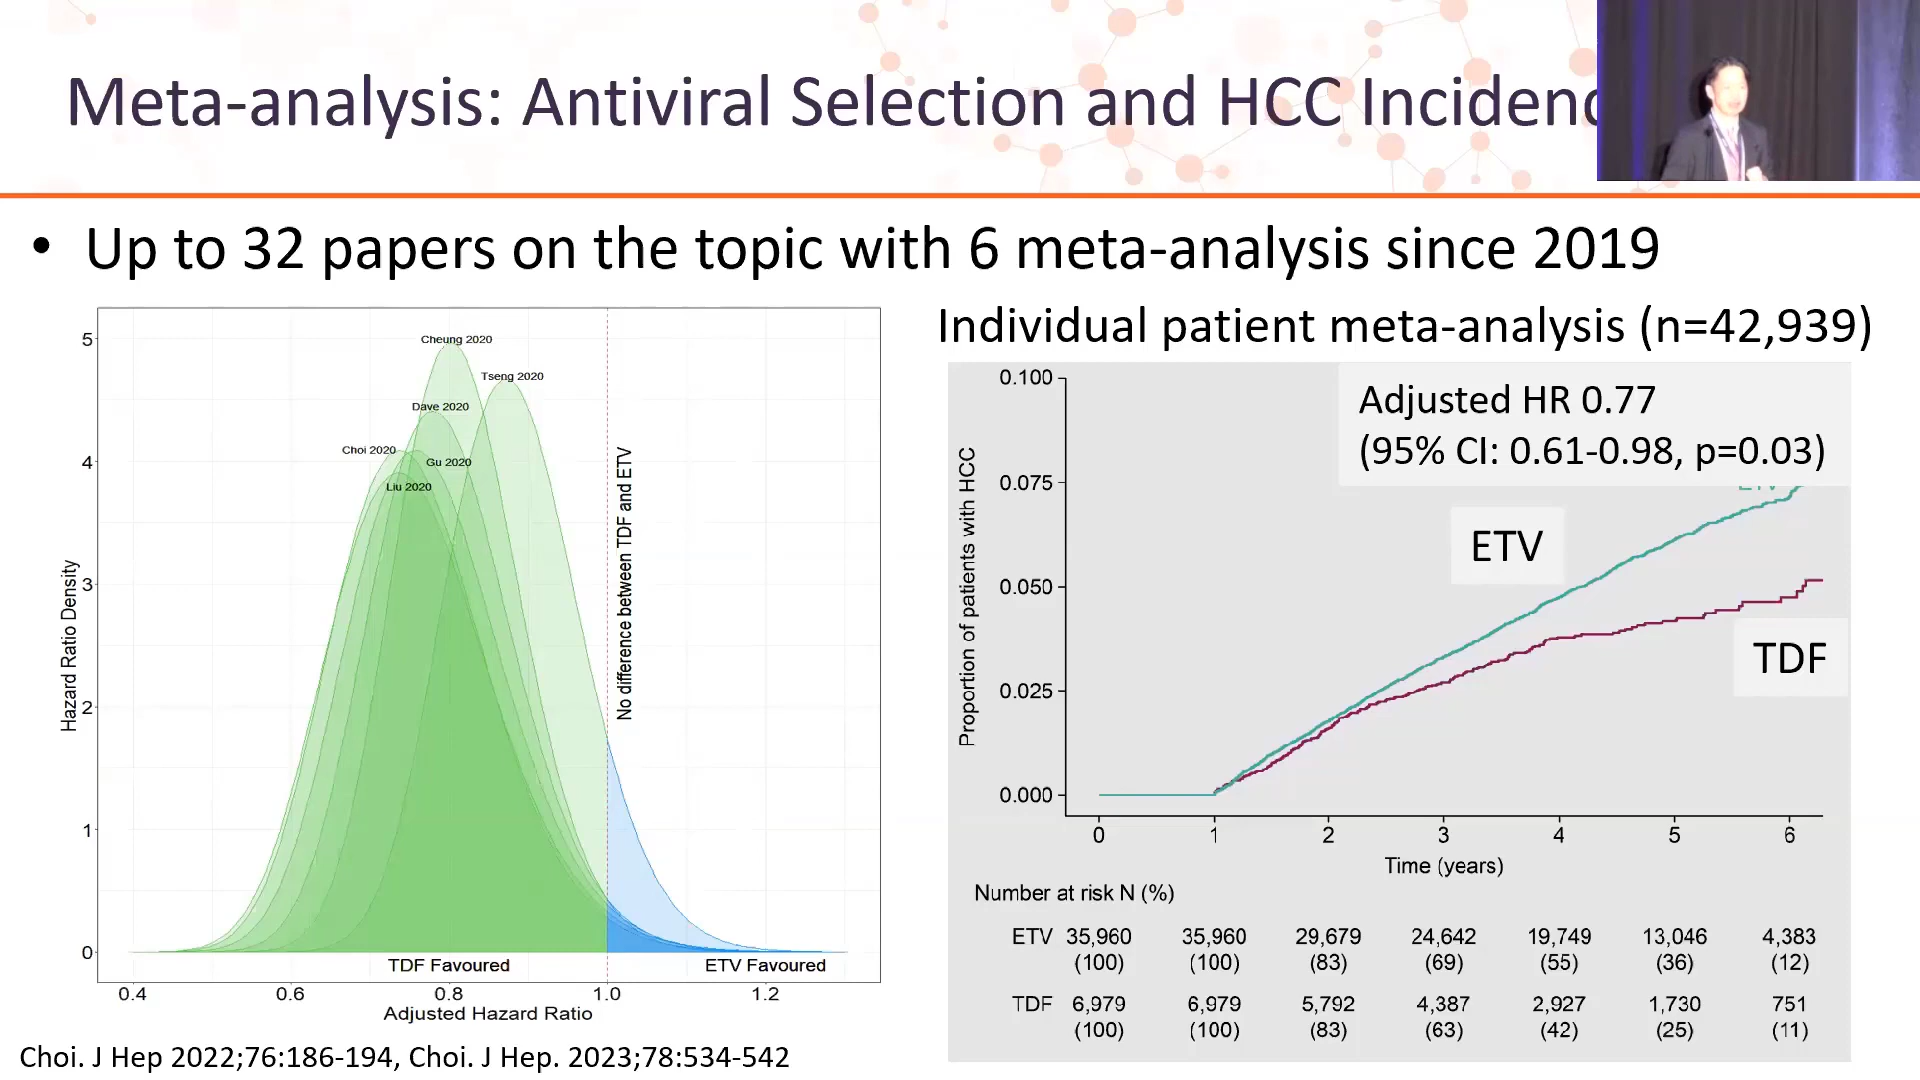 Meta-analysis: Antiviral Selection and HCC Incidenc
• Up to 32 papers on the topic with 6 meta-analysis since 2019
Hazard Ratio Density
5
4
3
2
1
0
Cheung 2020
Tseng 2020
Dave 2020
Choi 2020
Gu 2020
Liu 2020
No difference between TDF and ETV
TDF Favoured
ETV Favoured
0.4 0.6 0.8 1.0 1.2
Adjusted Hazard Ratio
Individual patient meta-analysis (n=42,939)
Adjusted HR 0.77
(95% CI: 0.61-0.98, p=0.03)
Proportion of patients with HCC
0.100
0.075
0.050
0.025
0.000
ETV
ETV
TDF
0 1 2 3 4 5 6
Time (years)
Number at risk N (%)
ETV 35,960 35,960 29,679 24,642 19,749 13,046 4,383
(100) (100) (83) (69) (55) (36) (12)
TDF 6,979 6,979 5,792 4,387 2,927 1,730 751
(100) (100) (83) (63) (42) (25) (11)
Choi. J Hep 2022;76:186-194, Choi. J Hep. 2023;78:534-542